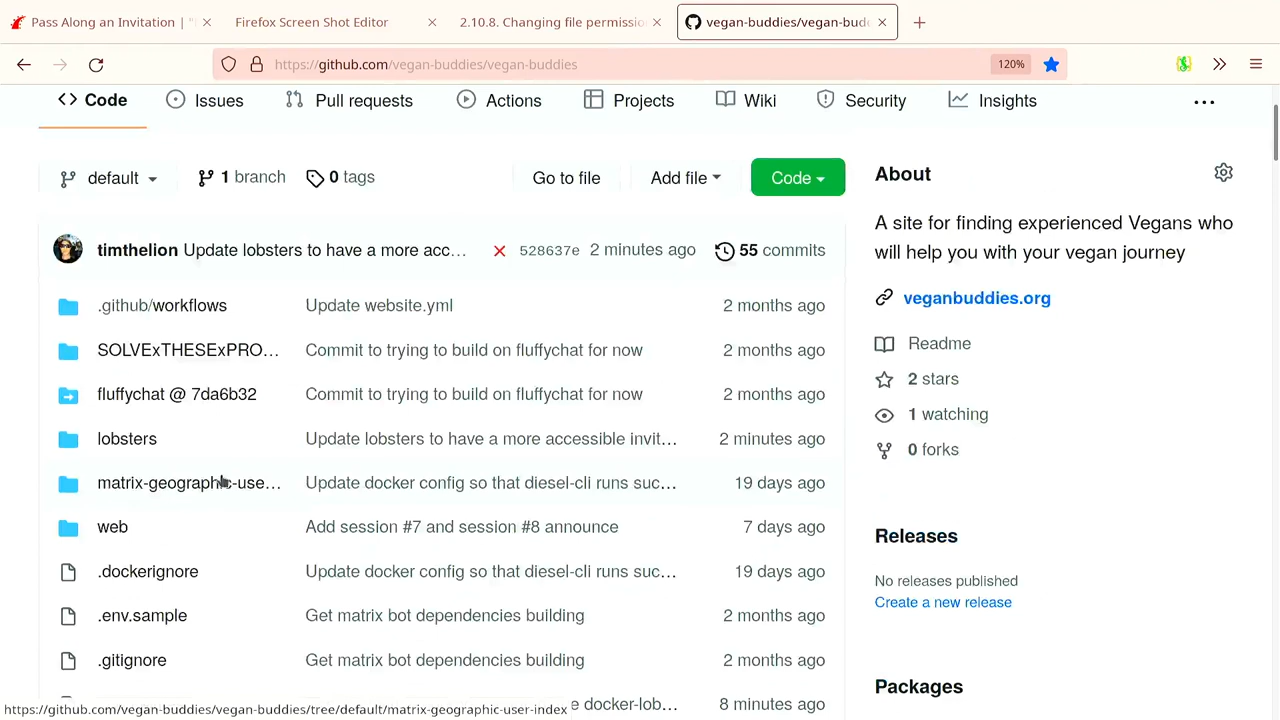 Pass Along an Invitation | "
Firefox Screen Shot Editor
2.10.8. Changing file permissio
vegan-buddies/vegan-bud
https://github.com/vegan-buddies/vegan-buddies
120%
Code
Issues
Pull requests
Actions
Projects
Wiki
Security
Insights
default
1 branch
0 tags
Go to file
Add file
Code
timthelion Update lobsters to have a more acc...
528637e
2 minutes ago
55 commits
.github/workflows
Update website.yml
2 months ago
SOLVExTHESExPRO...
Commit to trying to build on fluffychat for now
2 months ago
fluffychat @ 7da6b32
Commit to trying to build on fluffychat for now
2 months ago
lobsters
Update lobsters to have a more accessible invit...
2 minutes ago
matrix-geographic-use...
Update docker config so that diesel-cli runs suc...
19 days ago
web
Add session #7 and session #8 announce
7 days ago
.dockerignore
Update docker config so that diesel-cli runs suc...
19 days ago
.env.sample
Get matrix bot dependencies building
2 months ago
.gitignore
Get matrix bot dependencies building
2 months ago
e docker-lob...
8 minutes ago
About
A site for finding experienced Vegans who
will help you with your vegan journey
veganbuddies.org
Readme
2 stars
1 watching
0 forks
Releases
No releases published
Create a new release
Packages
https://github.com/vegan-buddies/vegan-buddies/tree/default/matrix-geographic-user-index